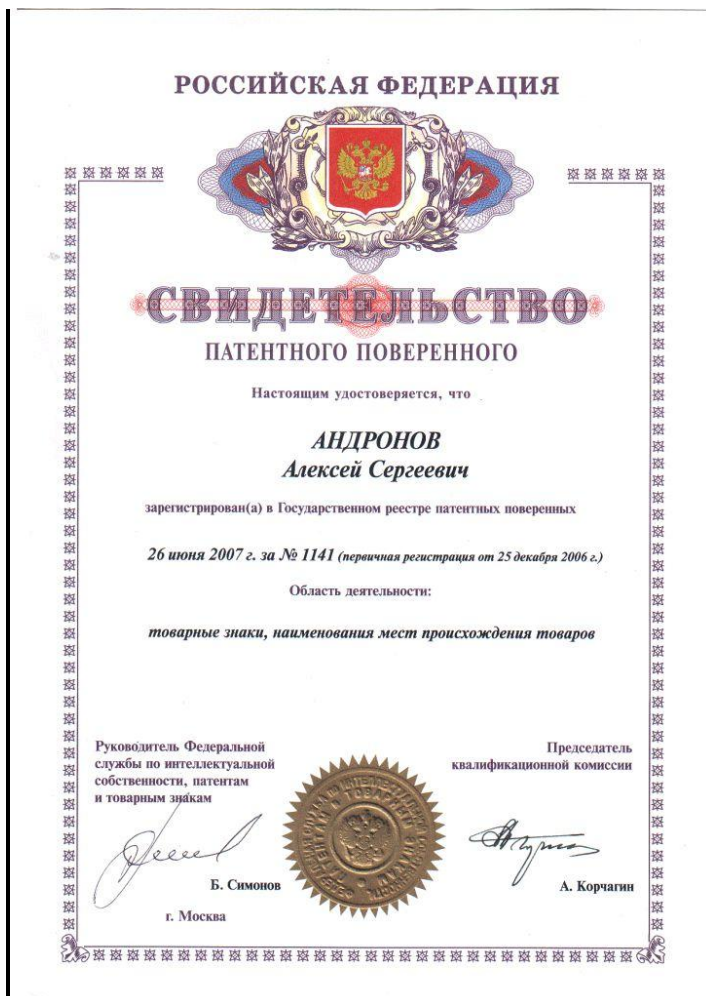 РОССИЙСКАЯ ФЕДЕРАЦИЯ
СВИДЕТЕЛЬСТВО
ПАТЕНТНОГО ПОВЕРЕННОГО
Настоящим удостоверяется, что
АНДРОНОВ
Алексей Сергеевич
зарегистрирован(а) в Государственном реестре патентных поверенных
26 июня 2007 г. за № 1141 (первичная регистрация от 25 декабря 2006 г.)
Область деятельности:
товарные знаки, наименования мест происхождения товаров
Руководитель Федеральной
службы по интеллектуальной
собственности, патентам
и товарным знакам
Б. Симонов
г. Москва
Председатель
квалификационной комиссии
А. Корчагин